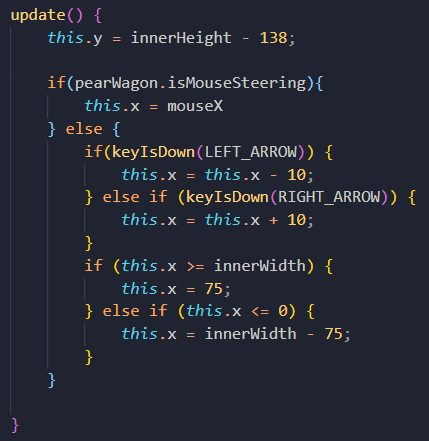 update() {
    this.y = innerHeight - 138;

    if(pearWagon.isMouseSteering){
        this.x = mouseX
    } else {
        if(keyIsDown(LEFT_ARROW)) {
            this.x = this.x - 10;
        } else if (keyIsDown(RIGHT_ARROW)) {
            this.x = this.x + 10;
        }
        if (this.x >= innerWidth) {
            this.x = 75;
        } else if (this.x <= 0) {
            this.x = innerWidth - 75;
        }
    }

}